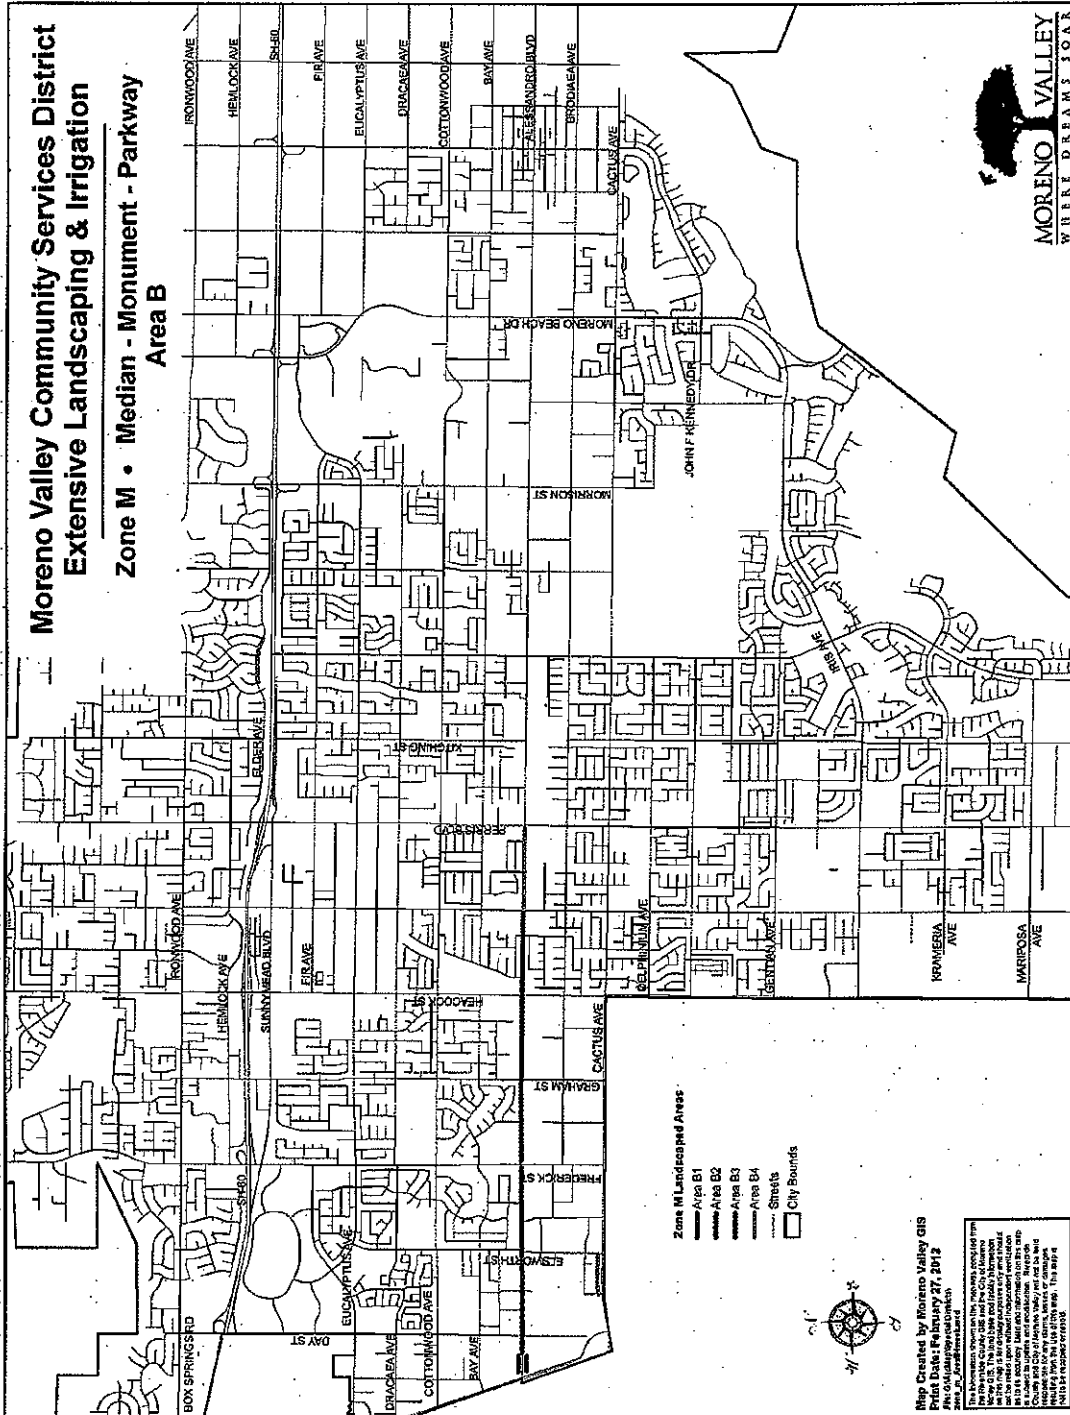 Moreno Valley Community Services District
Extensive Landscaping & Irrigation
Zone M • Median - Monument - Parkway
Area B
IRONWOOD AVE
HEMLOCK AVE
SH-60
FIR AVE
EUCALYPTUS AVE
DRACAEA AVE
COTTONWOOD AVE
BAY AVE
ALESSANDRO BLVD
BRODIAEA AVE
CACTUS AVE
MORENO BEACH DR
JOHN F KENNEDY DR
MORRISON ST
IRIS AVE
ELDER AVE
KITCHING ST
PERRIS BLVD
IRONWOOD AVE
HEMLOCK AVE
SUNNYMEAD BLVD
FIR AVE
HEACOCK ST
DELPHINIUM AVE
GENTIAN AVE
KRAMERIA
AVE
MARIPOSA
AVE
CACTUS AVE
GRAHAM ST
FREDERICK ST
SH-60
EUCALYPTUS AVE
ELSWORTH ST
BOX SPRINGS RD
DAY ST
DRACAEA AVE
COTTONWOOD AVE
BAY AVE
Zone M Landscaped Areas
Area B1
Area B2
Area B3
Area B4
Streets
City Bounds
Map Created by Moreno Valley GIS
Print Date: February 27, 2012
MORENO VALLEY
WHERE DREAMS SOAR